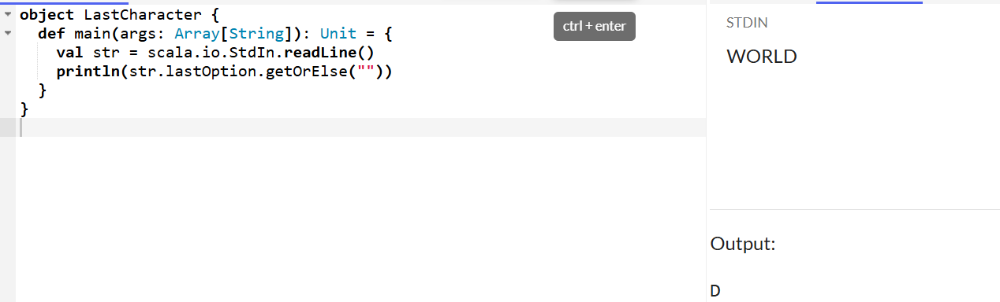 object LastCharacter {
def main(args: Array[String]): Unit = {
val str = scala.io.StdIn.readLine()
println(str.lastOption.getOrElse(""))
}
}
ctrl + enter
STDIN
WORLD
Output:
D